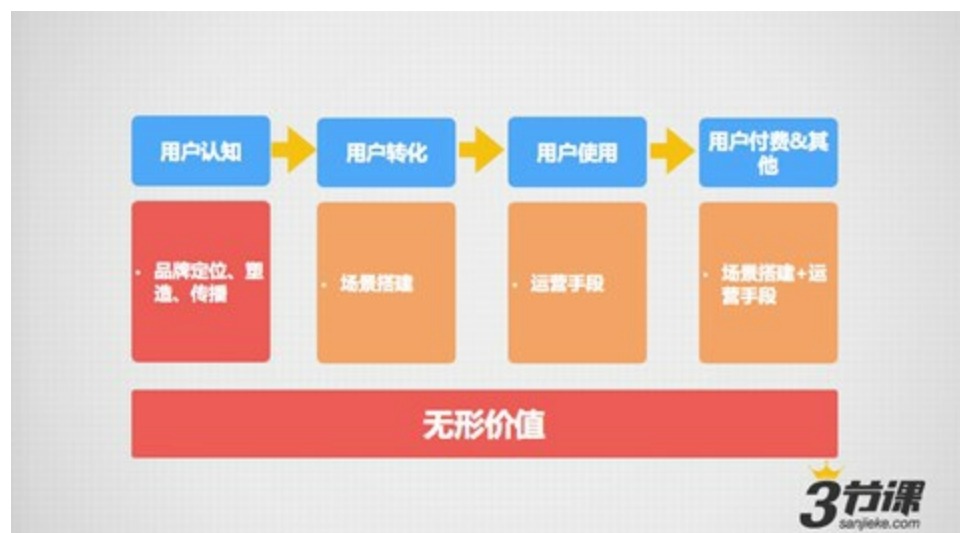 用户认知
用户转化
用户使用
用户付费&其
他
• 品牌定位、塑
造、传播
• 场景搭建
• 运营手段
• 场景搭建+运
营手段
无形价值
3节课
sanjieke.com